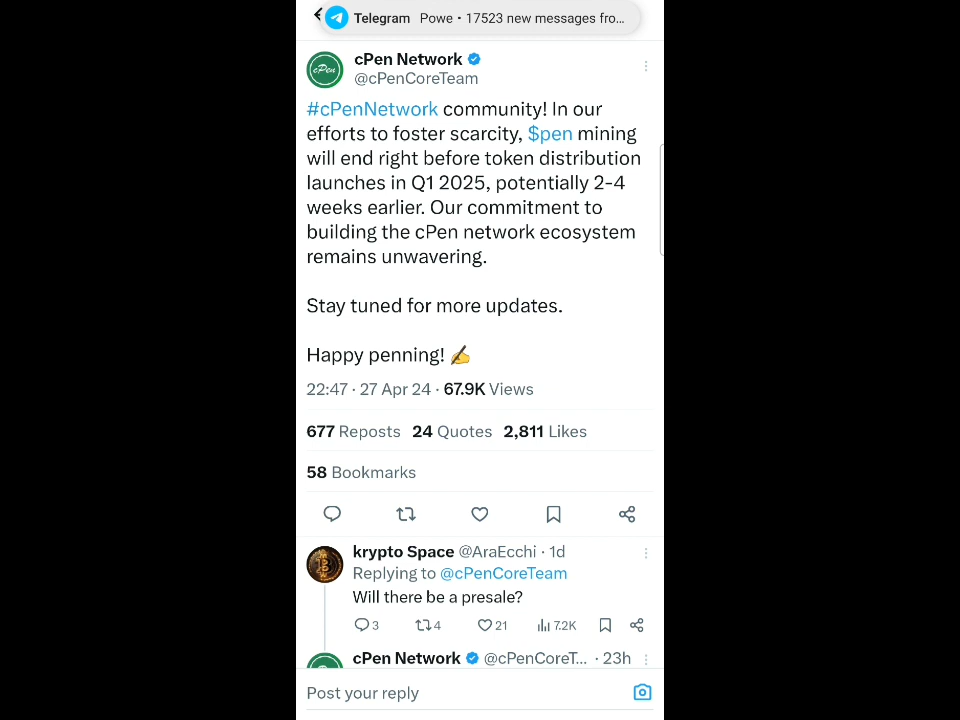 Telegram Powe • 17523 new messages fro...
cPen
cPen Network
@cPenCoreTeam
#cPenNetwork community! In our
efforts to foster scarcity, $pen mining
will end right before token distribution
launches in Q1 2025, potentially 2-4
weeks earlier. Our commitment to
building the cPen network ecosystem
remains unwavering.
Stay tuned for more updates.
Happy penning! ✍️
22:47 · 27 Apr 24 · 67.9K Views
677 Reposts 24 Quotes 2,811 Likes
58 Bookmarks
krypto Space @AraEcchi · 1d
Replying to @cPenCoreTeam
Will there be a presale?
3 4 21 7.2K
cPen Network @cPenCoreT... · 23h
Post your reply